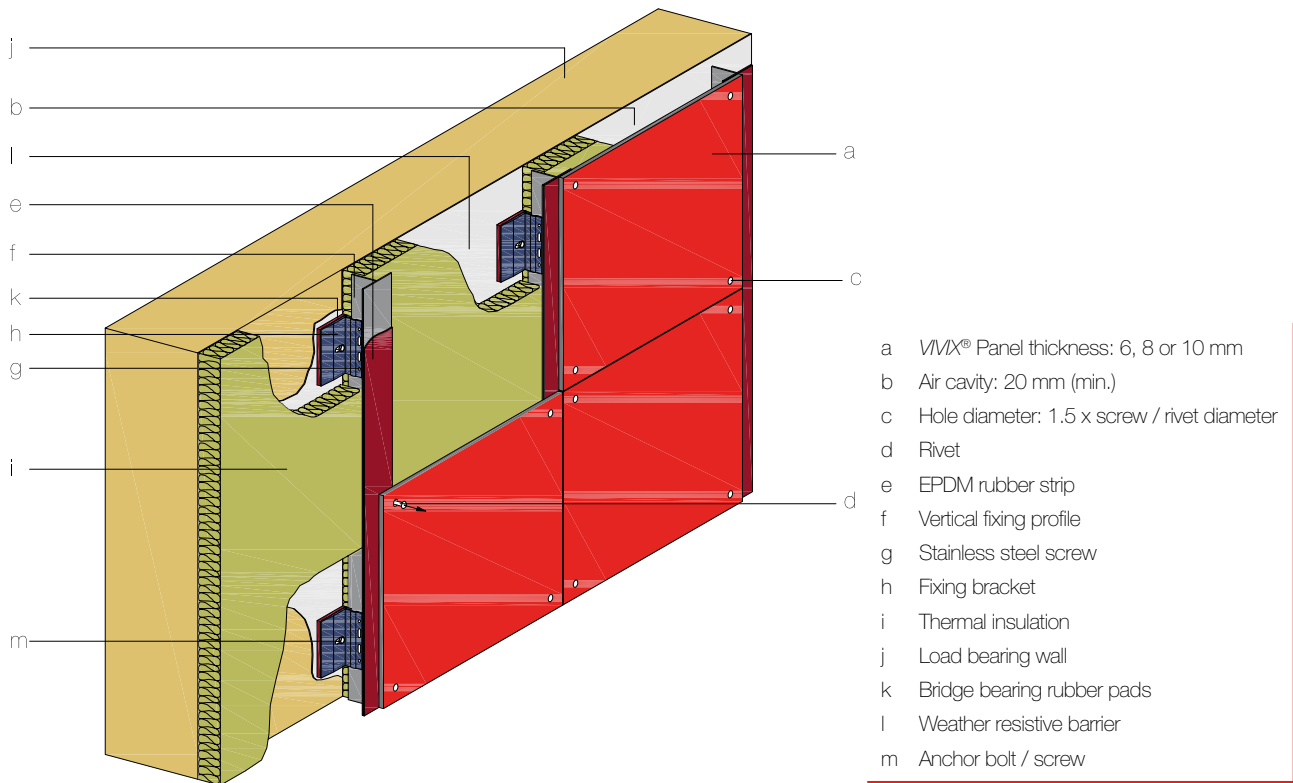 j
b
l
e
f
k
h
g
i
m
a
c
d
a VIVIX® Panel thickness: 6, 8 or 10 mm
b Air cavity: 20 mm (min.)
c Hole diameter: 1.5 x screw / rivet diameter
d Rivet
e EPDM rubber strip
f Vertical fixing profile
g Stainless steel screw
h Fixing bracket
i Thermal insulation
j Load bearing wall
k Bridge bearing rubber pads
l Weather resistive barrier
m Anchor bolt / screw